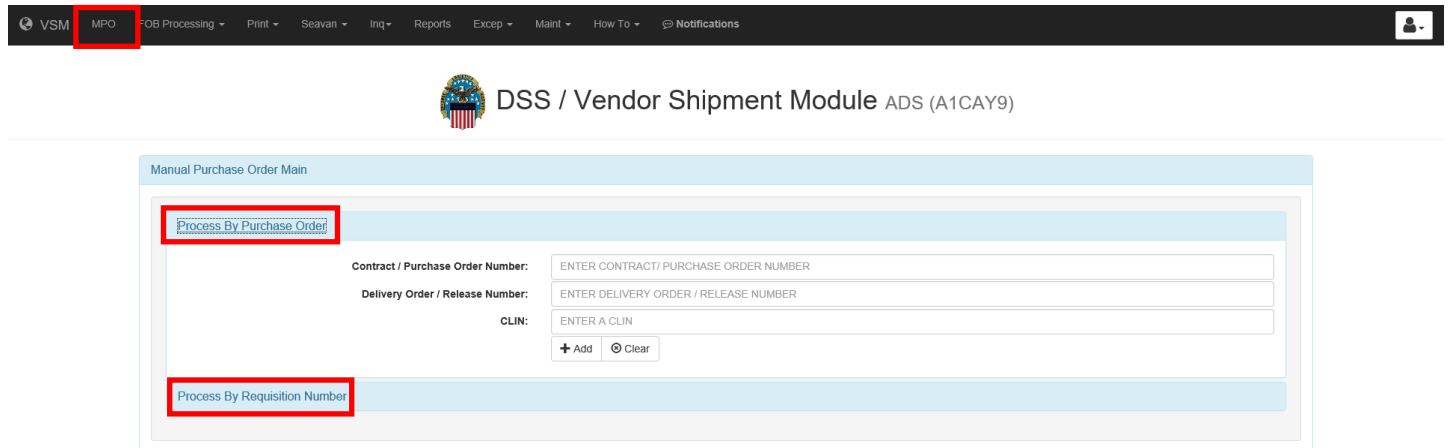 VSM MPO FOB Processing Print Seavan Inq Reports Excep Maint How To Notifications
DSS / Vendor Shipment Module ADS (A1CAY9)
Manual Purchase Order Main
Process By Purchase Order
Contract / Purchase Order Number: ENTER CONTRACT/ PURCHASE ORDER NUMBER
Delivery Order / Release Number: ENTER DELIVERY ORDER / RELEASE NUMBER
CLIN: ENTER A CLIN
Add Clear
Process By Requisition Number